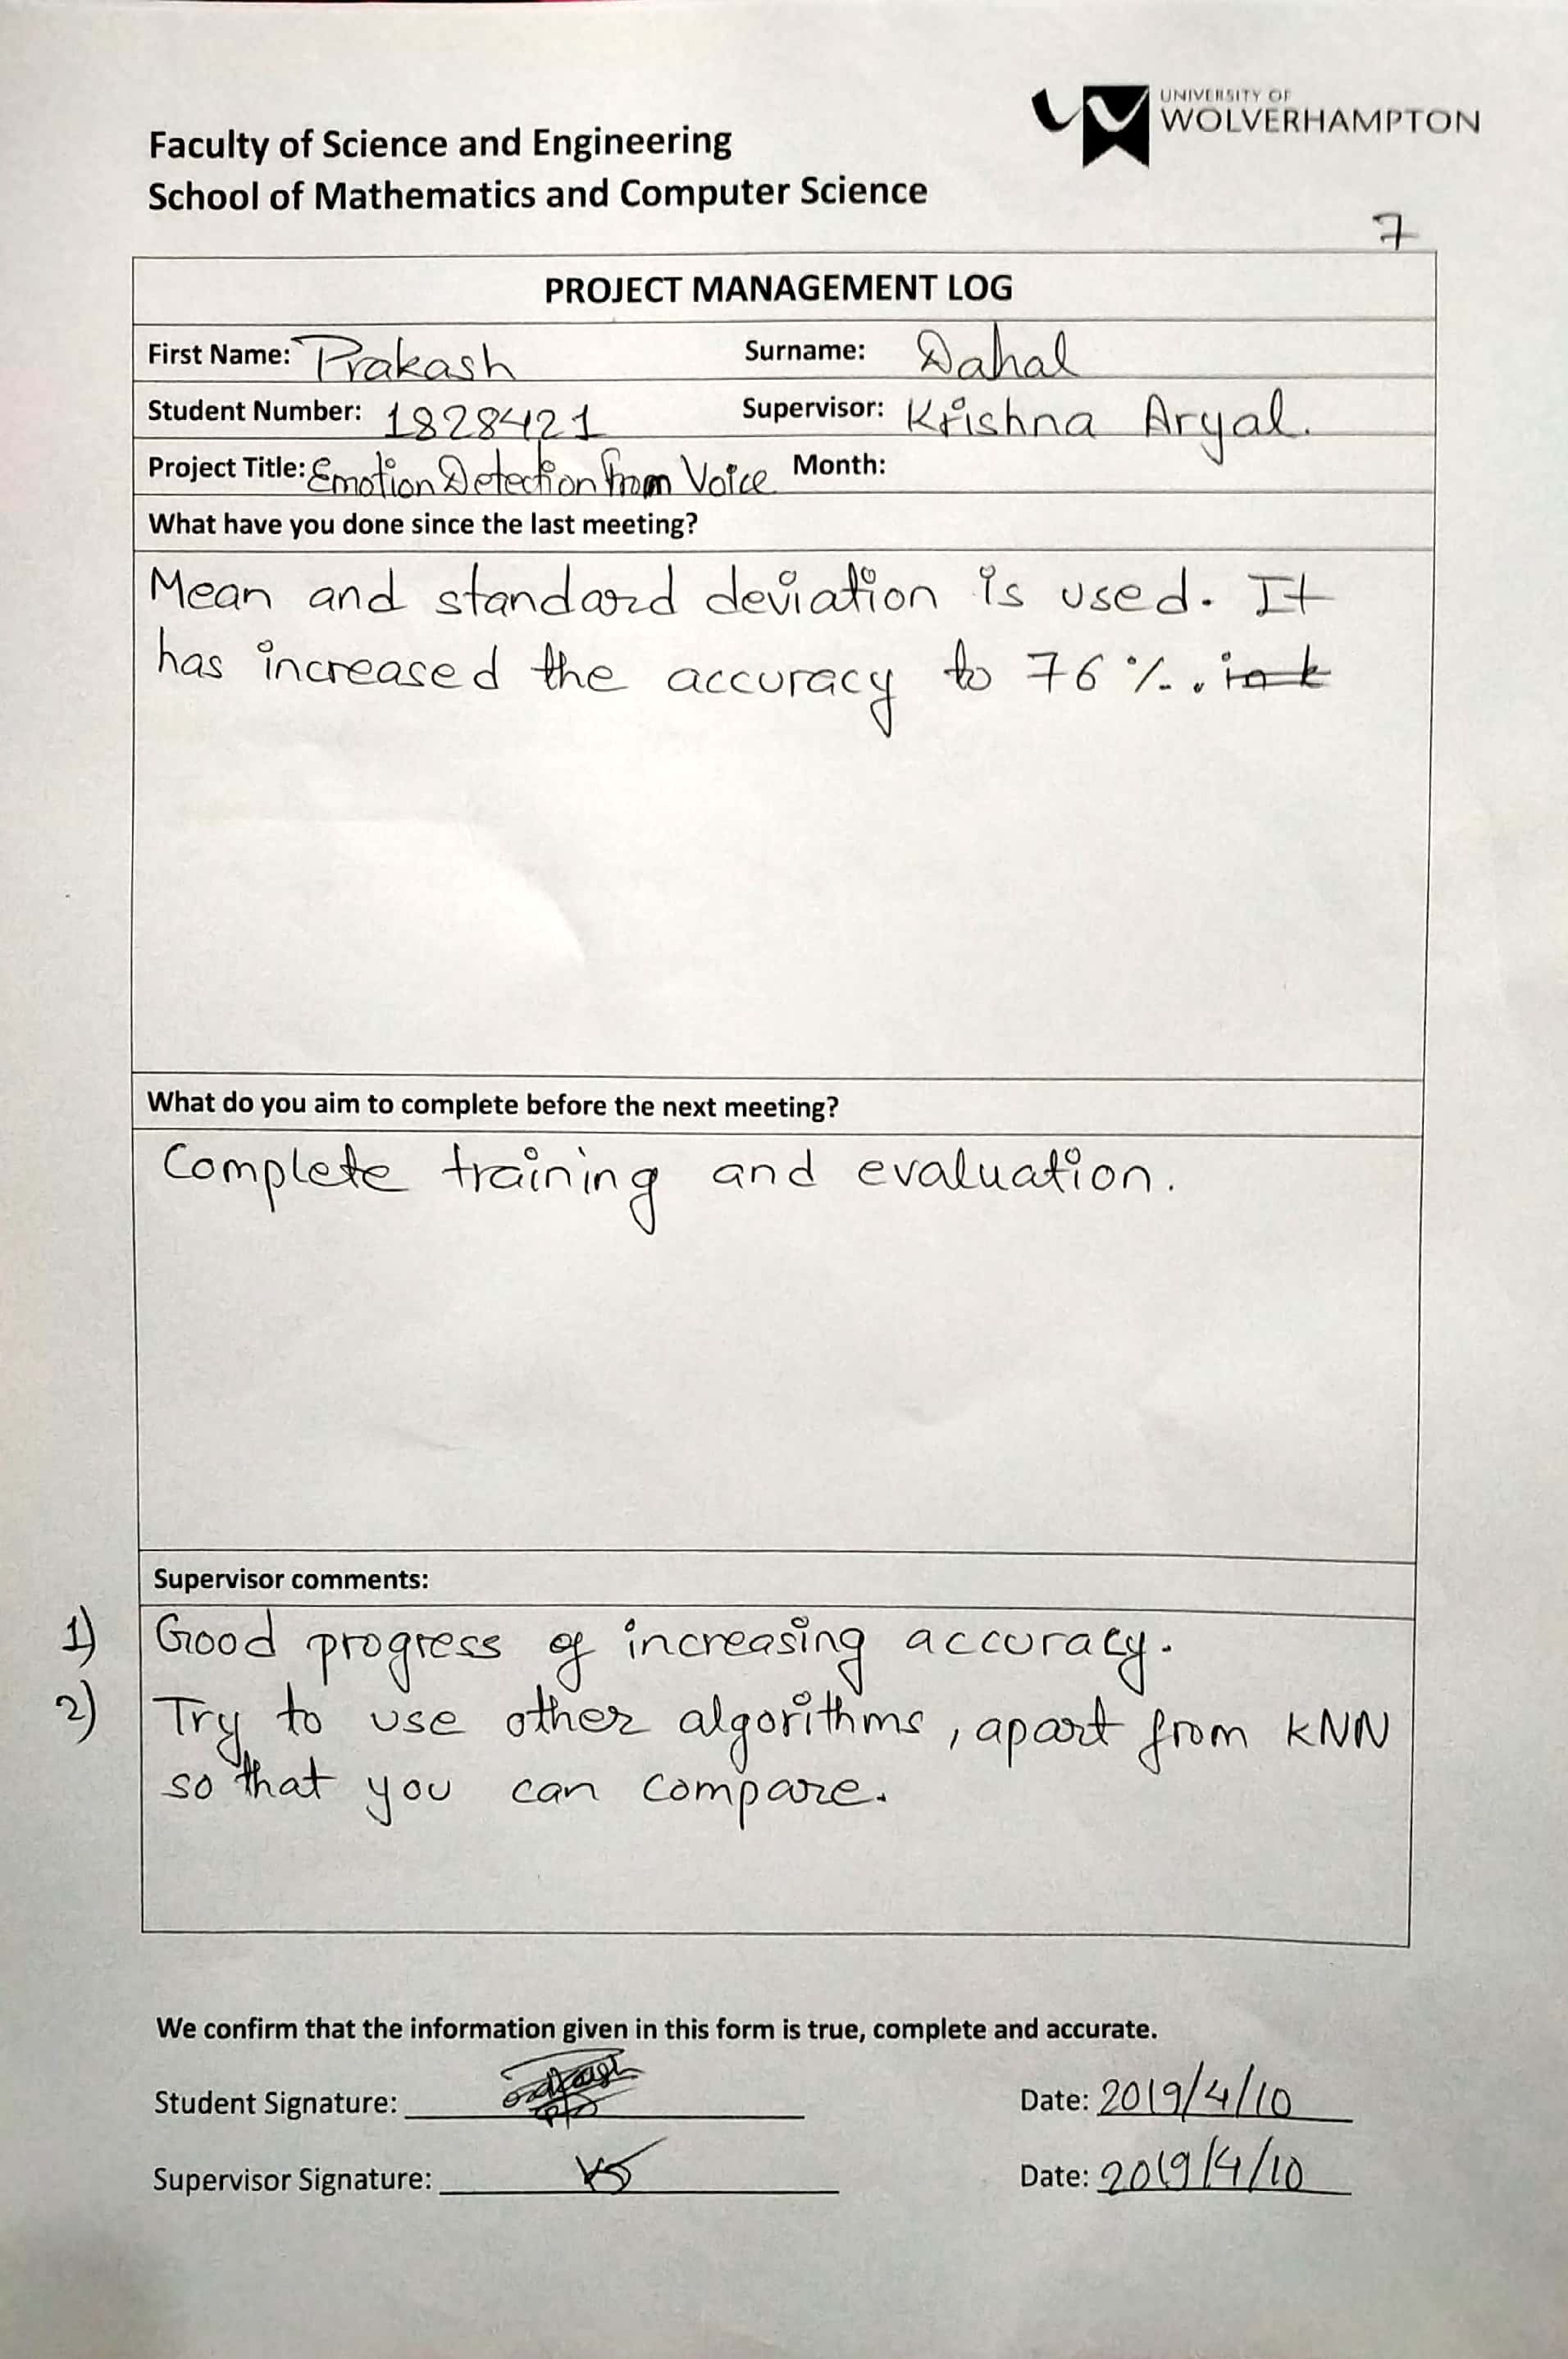 UNIVERSITY OF
WOLVERHAMPTON
Faculty of Science and Engineering
School of Mathematics and Computer Science
7
PROJECT MANAGEMENT LOG
First Name: Prakash Surname: Dahal
Student Number: 1828421 Supervisor: Krishna Aryal.
Project Title: Emotion Detection from Voice Month:
What have you done since the last meeting?
Mean and standard deviation is used. It
has increased the accuracy to 76%.
What do you aim to complete before the next meeting?
Complete training and evaluation.
Supervisor comments:
1) Good progress of increasing accuracy.
2) Try to use other algorithms, apart from KNN
so that you can compare.
We confirm that the information given in this form is true, complete and accurate.
Student Signature: Date: 2019/4/10
Supervisor Signature: Date: 2019/4/10